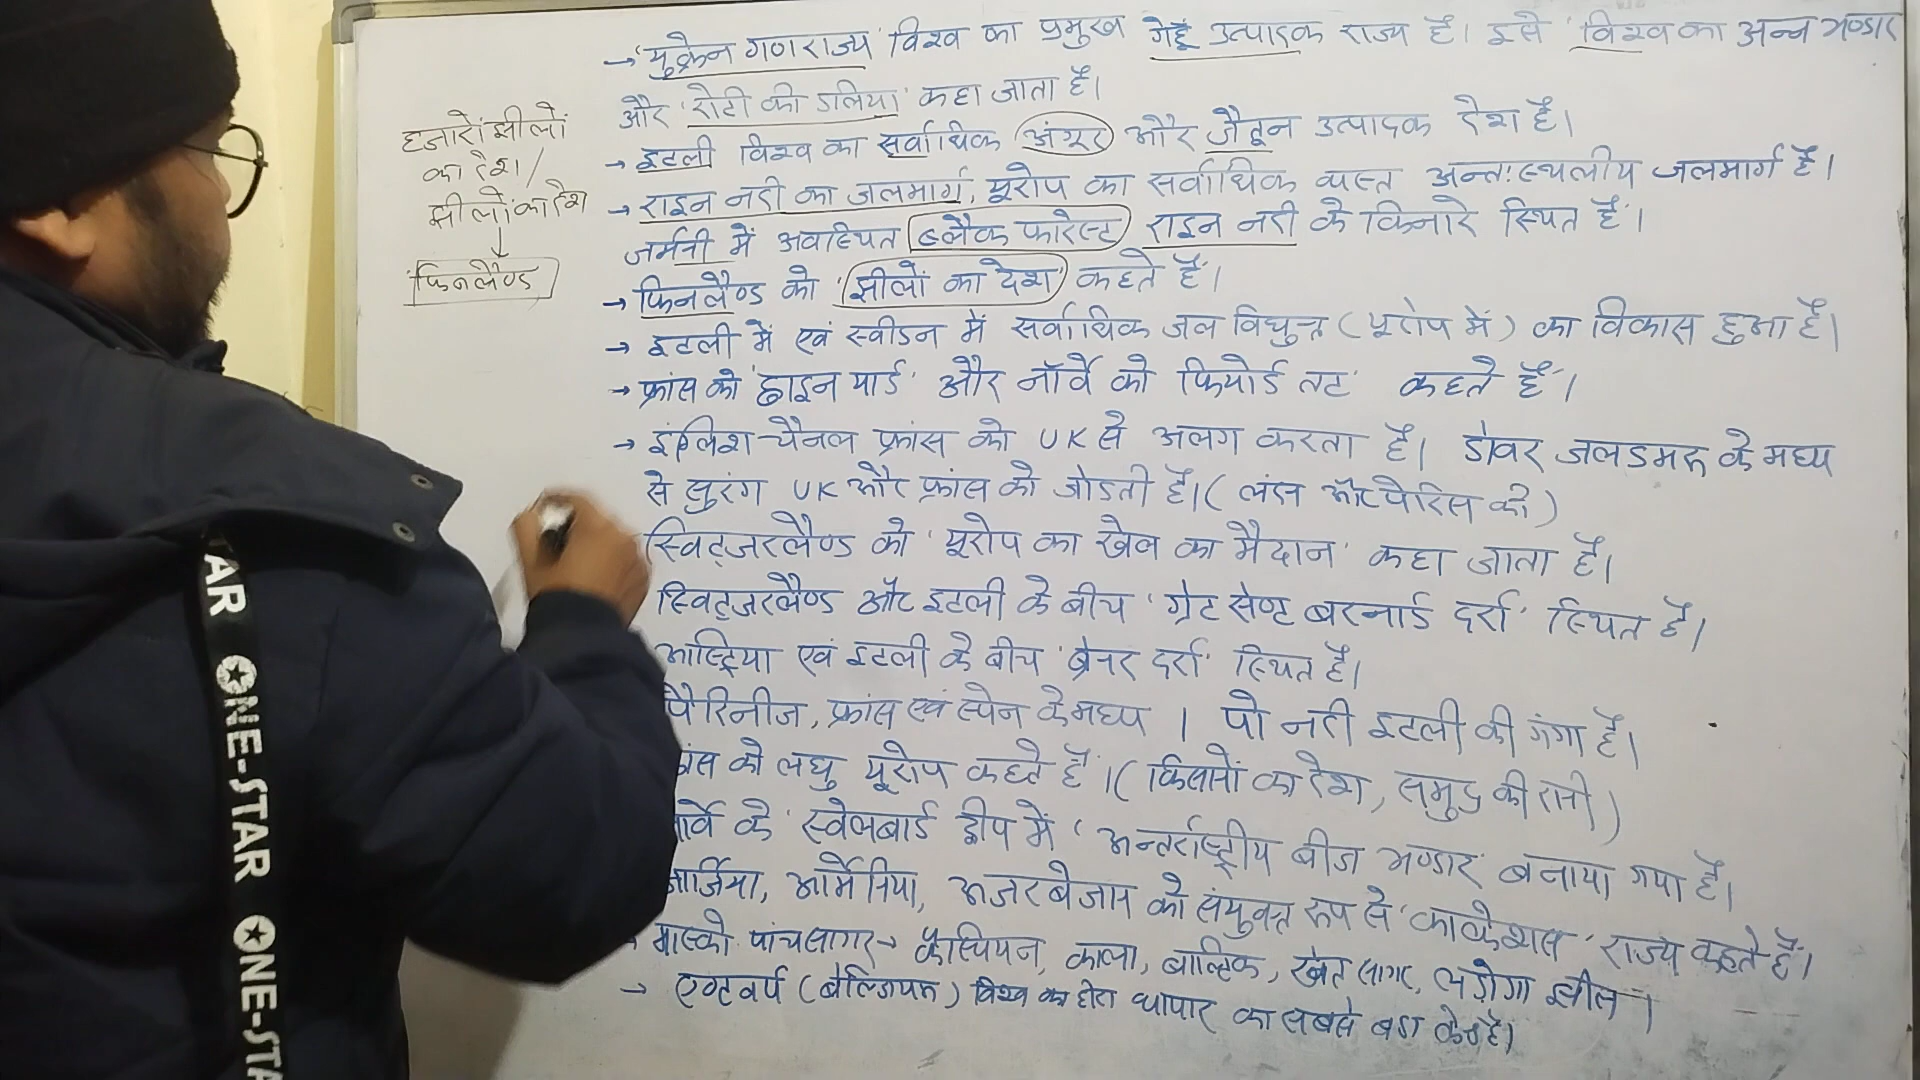 हजारों झीलों
का देश /
झीलों का देश
↓
फिनलैण्ड
→ 'युक्रेन गणराज्य' विश्व का प्रमुख गेहूँ उत्पादक राज्य है। इसे 'विश्व का अन्न भण्डार
और 'रोटी की डलिया' कहा जाता है।
→ इटली विश्व का सर्वाधिक अंगूर और जैतून उत्पादक देश है।
→ राइन नदी का जलमार्ग, यूरोप का सर्वाधिक व्यस्त अन्तःस्थलीय जलमार्ग है।
जर्मनी में अवस्थित ब्लैक फारेस्ट राइन नदी के किनारे स्थित है।
→ फिनलैण्ड को 'झीलों का देश' कहते हैं।
→ इटली में एवं स्वीडन में सर्वाधिक जल विद्युत (यूरोप में) का विकास हुआ है।
→ फ्रांस को 'वाइन यार्ड' और नॉर्वे को 'फियोर्ड तट' कहते हैं।
→ इंग्लिश चैनल फ्रांस को UK से अलग करता है। डोवर जलडमरू के मध्य
से सुरंग UK और फ्रांस को जोडती है। (लंदन और पेरिस को)
स्विट्जरलैण्ड को 'यूरोप का खेल का मैदान' कहा जाता है।
स्विट्जरलैण्ड और इटली के बीच 'ग्रेट सेण्ट बरनार्ड दर्रा' स्थित है।
आस्ट्रिया एवं इटली के बीच 'ब्रेनर दर्रा' स्थित है।
पैरिनीज, फ्रांस एवं स्पेन के मध्य। पो नदी इटली की गंगा है।
को लघु यूरोप कहते हैं। (किसानों का देश, समुद्र की रानी)
के 'स्वेलबार्ड द्वीप में 'अन्तर्राष्ट्रीय बीज भण्डार' बनाया गया है।
जार्जिया, आर्मेनिया, अजरबेजान को संयुक्त रूप से 'काकेशस' राज्य कहते हैं।
मास्को पांचसागर → कैस्पियन, काला, बाल्टिक, श्वेत सागर, लडोगा झील।
→ एण्टवर्प (बेल्जियम) विश्व का हीरा व्यापार का सबसे बडा केन्द्र है।
STAR ONE-STAR ONE-STA